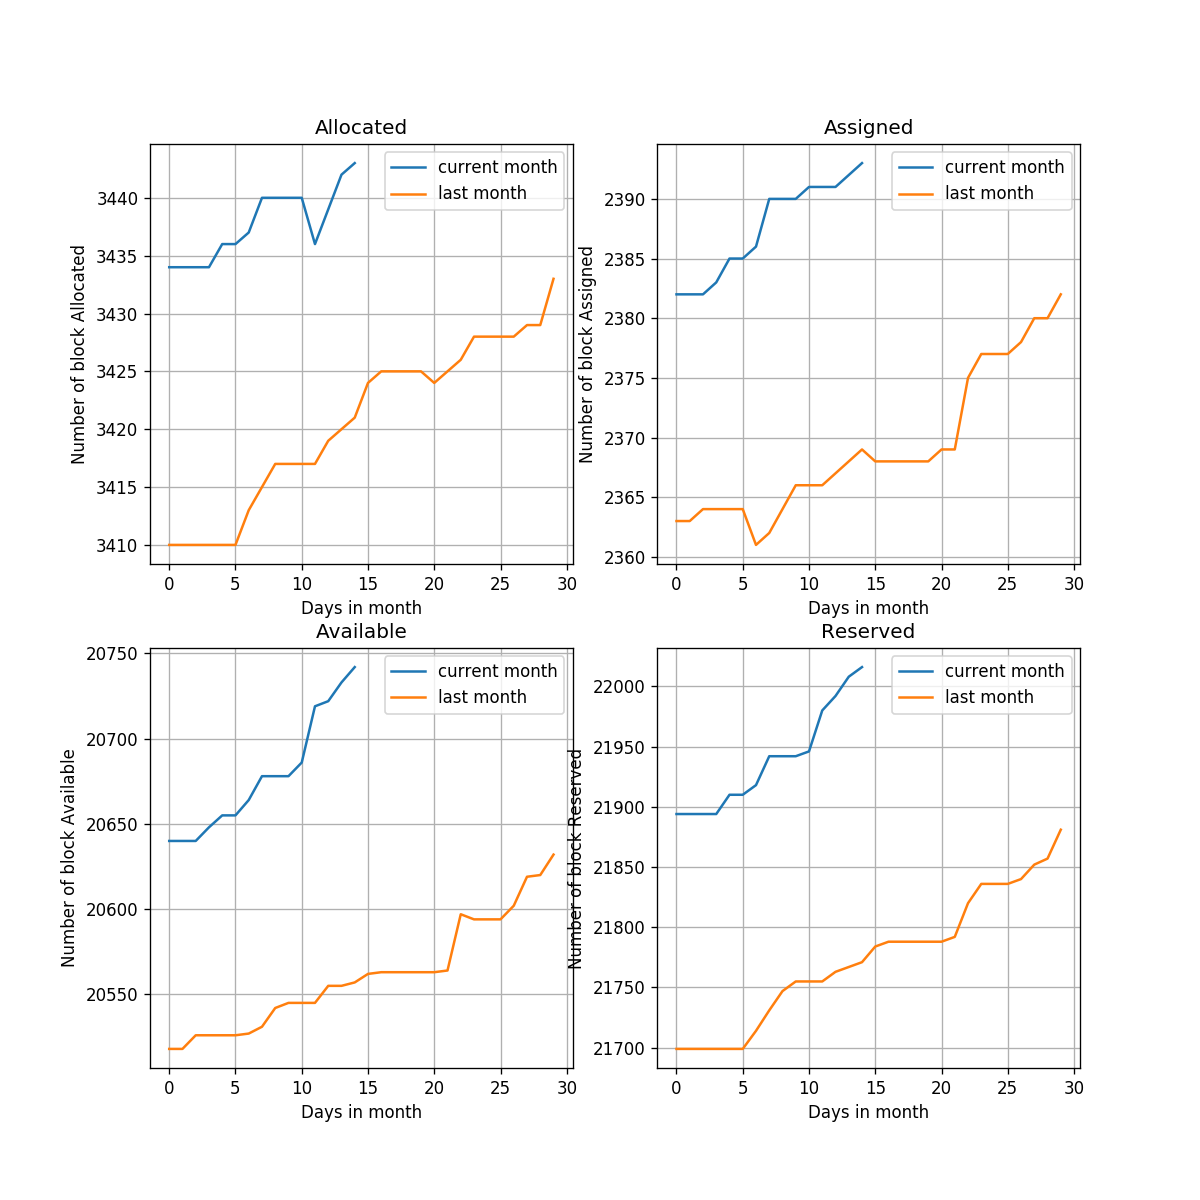 Allocated
current month
last month
3440
3435
3430
3425
3420
3415
3410
Number of block Allocated
0 5 10 15 20 25 30
Days in month
Assigned
current month
last month
2390
2385
2380
2375
2370
2365
2360
Number of block Assigned
0 5 10 15 20 25 30
Days in month
Available
current month
last month
20750
20700
20650
20600
20550
Number of block Available
0 5 10 15 20 25 30
Days in month
Reserved
current month
last month
22000
21950
21900
21850
21800
21750
21700
Number of block Reserved
0 5 10 15 20 25 30
Days in month